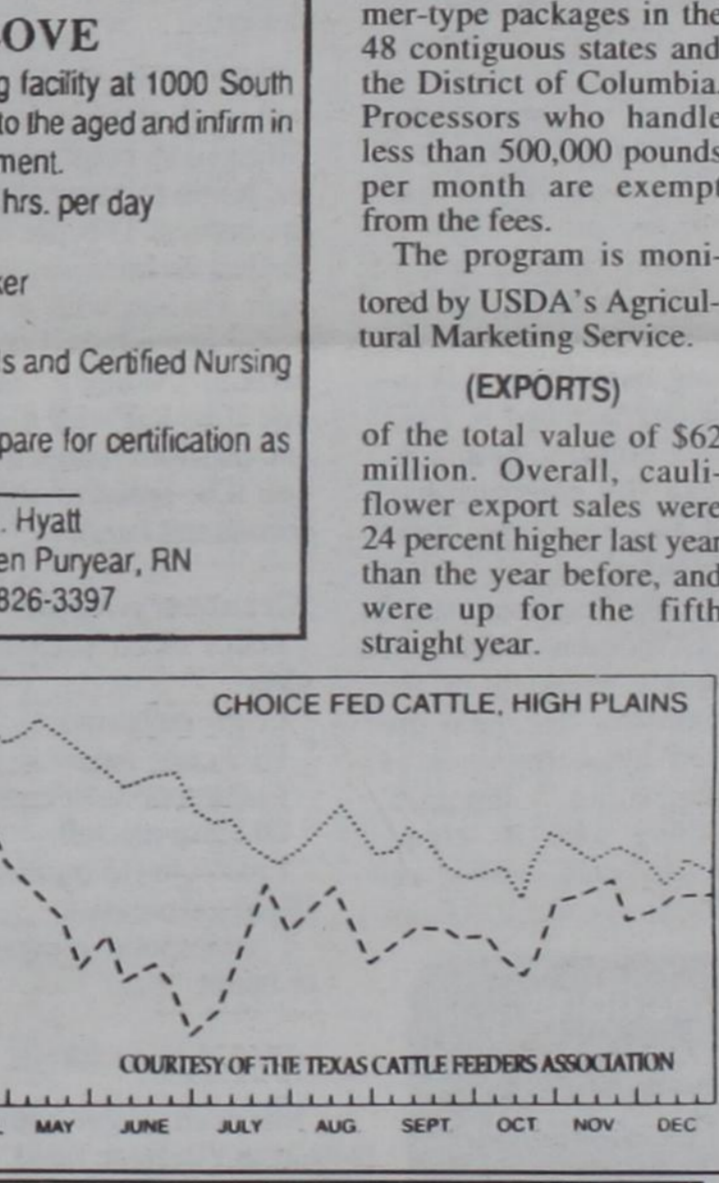 OVE
g facility at 1000 South
to the aged and infirm in
ment.
hrs. per day
ker
s and Certified Nursing
pare for certification as
. Hyatt
en Puryear, RN
826-3397
mer-type packages in the
48 contiguous states and
the District of Columbia.
Processors who handle
less than 500,000 pounds
per month are exempt
from the fees.
The program is moni-
tored by USDA's Agricul-
tural Marketing Service.
(EXPORTS)
of the total value of $62
million. Overall, cauli-
flower export sales were
24 percent higher last year
than the year before, and
were up for the fifth
straight year.
CHOICE FED CATTLE, HIGH PLAINS
COURTESY OF THE TEXAS CATTLE FEEDERS ASSOCIATION
MAY JUNE JULY AUG. SEPT. OCT. NOV DEC